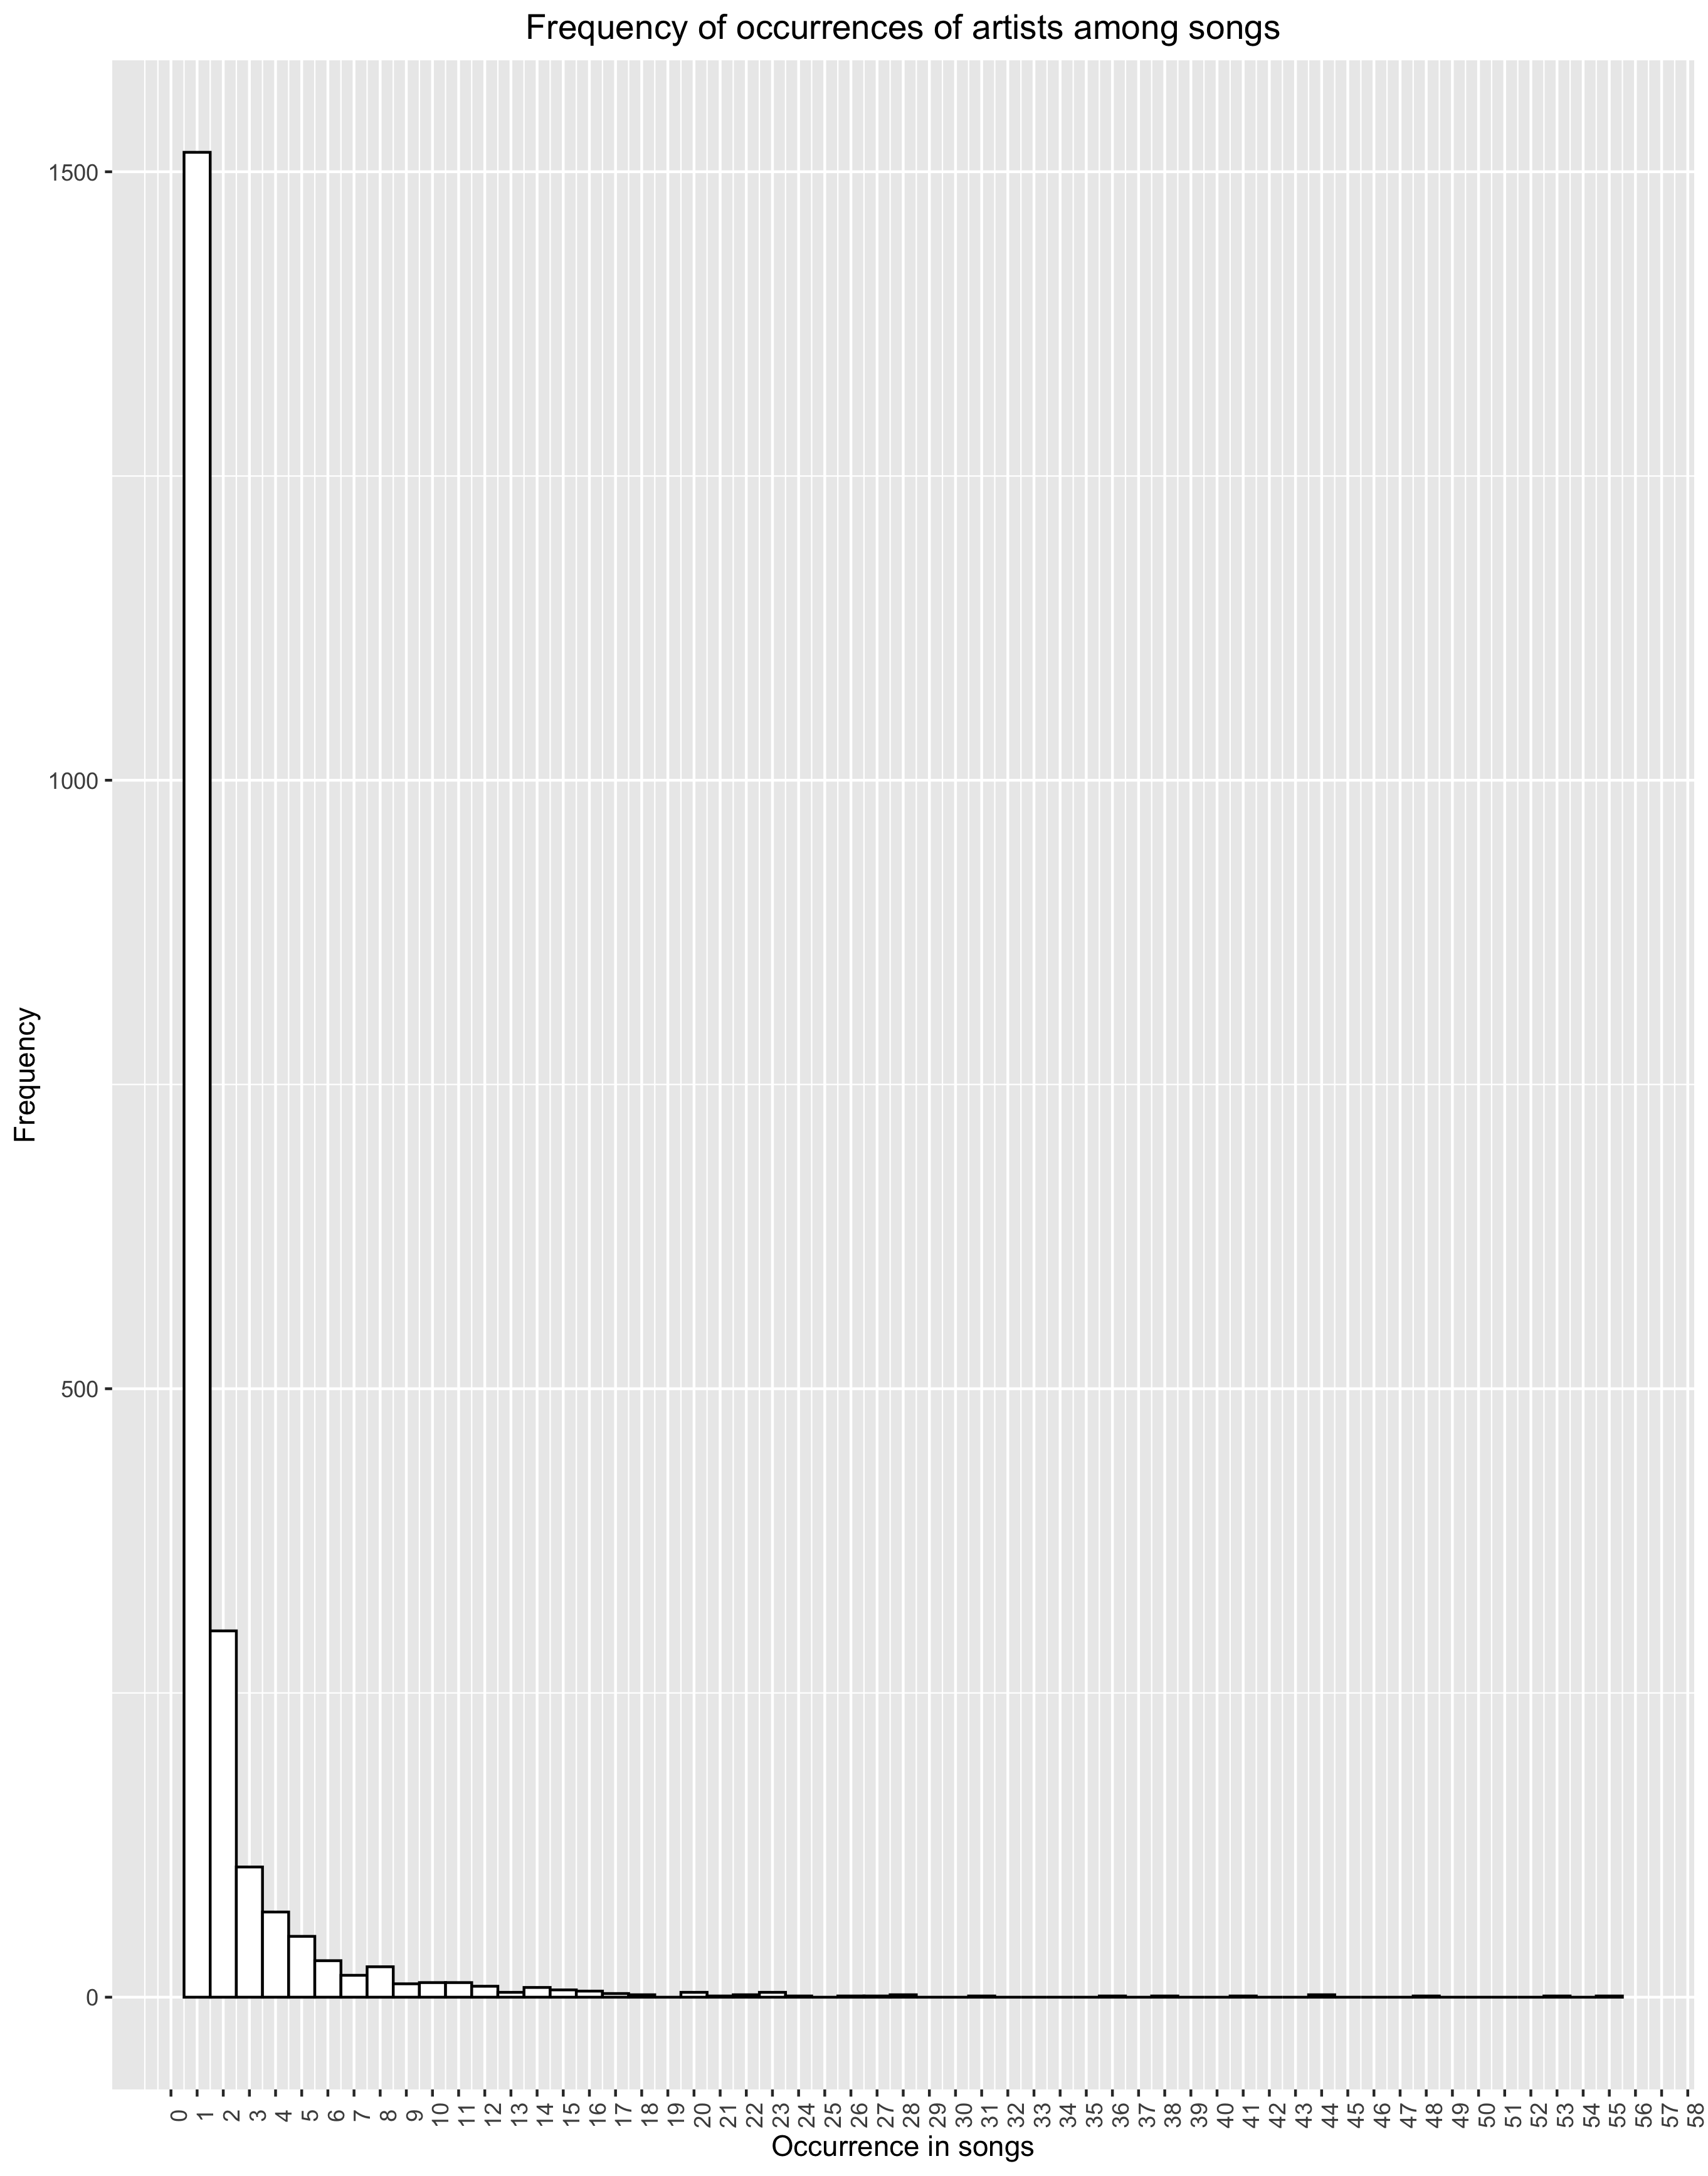 Frequency of occurrences of artists among songs
Frequency
1500
1000
500
0
0 1 2 3 4 5 6 7 8 9 10 11 12 13 14 15 16 17 18 19 20 21 22 23 24 25 26 27 28 29 30 31 32 33 34 35 36 37 38 39 40 41 42 43 44 45 46 47 48 49 50 51 52 53 54 55 56 57 58
Occurrence in songs